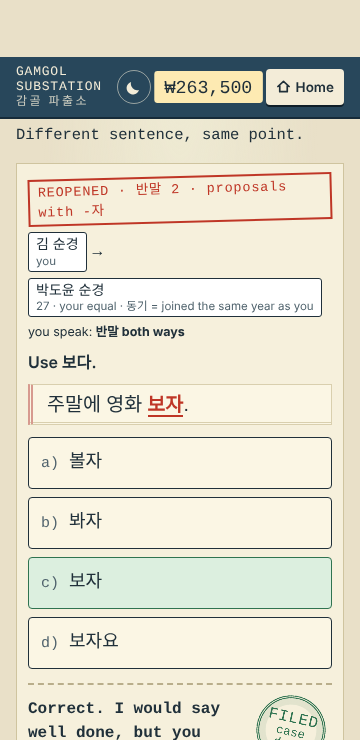 GAMGOL
SUBSTATION
감골 파출소
₩263,500
Home
Different sentence, same point.
REOPENED · 반말 2 · proposals
with -자
김 순경
you
→
박도윤 순경
27 · your equal · 동기 = joined the same year as you
you speak: 반말 both ways
Use 보다.
주말에 영화 보자.
a) 볼자
b) 봐자
c) 보자
d) 보자요
Correct. I would say
well done, but you
FILED
case